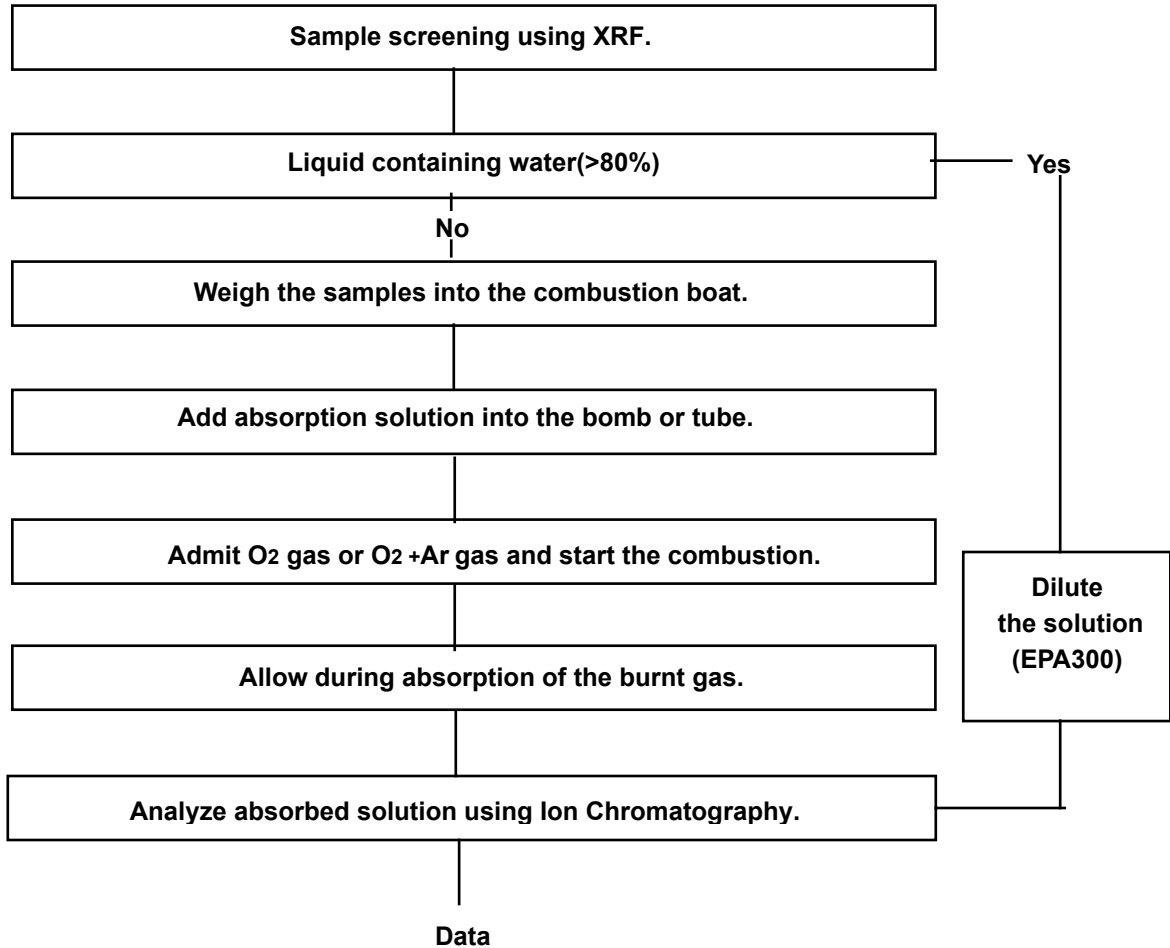 Sample screening using XRF.
Liquid containing water(>80%)
Yes
No
Weigh the samples into the combustion boat.
Add absorption solution into the bomb or tube.
Admit O2 gas or O2 +Ar gas and start the combustion.
Dilute
the solution
(EPA300)
Allow during absorption of the burnt gas.
Analyze absorbed solution using Ion Chromatography.
Data